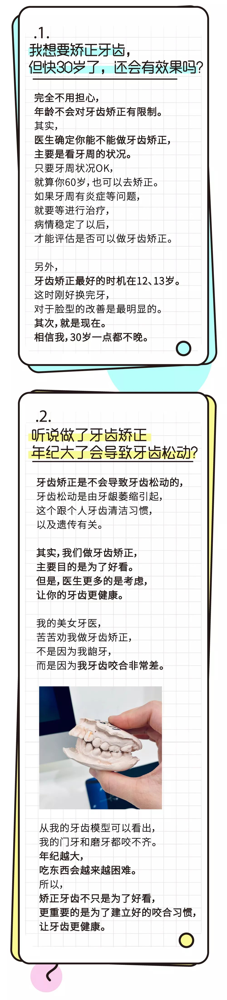 .1.
我想要矫正牙齿，
但快30岁了，还会有效果吗?
完全不用担心，
年龄不会对牙齿矫正有限制。
其实，
医生确定你能不能做牙齿矫正，
主要是看牙周的状况。
只要牙周状况OK，
就算你60岁，也可以去矫正。
如果牙周有炎症等问题，
就要等进行治疗，
病情稳定了以后，
才能评估是否可以做牙齿矫正。
另外，
牙齿矫正最好的时机在12、13岁。
这时刚好换完牙，
对于脸型的改善是最明显的。
其次，就是现在。
相信我，30岁一点都不晚。
.2.
听说做了牙齿矫正
年纪大了会导致牙齿松动?
牙齿矫正是不会导致牙齿松动的，
牙齿松动是由牙龈萎缩引起，
这个跟个人牙齿清洁习惯，
以及遗传有关。
其实，我们做牙齿矫正，
主要目的是为了好看。
但是，医生更多的是考虑，
让你的牙齿更健康。
我的美女牙医，
苦苦劝我做牙齿矫正，
不是因为我龅牙，
而是因为我牙齿咬合非常差。
从我的牙齿模型可以看出，
我的门牙和磨牙都咬不齐。
年纪越大，
吃东西会越来越困难。
所以，
矫正牙齿不只是为了好看，
更重要的是为了建立好的咬合习惯，
让牙齿更健康。